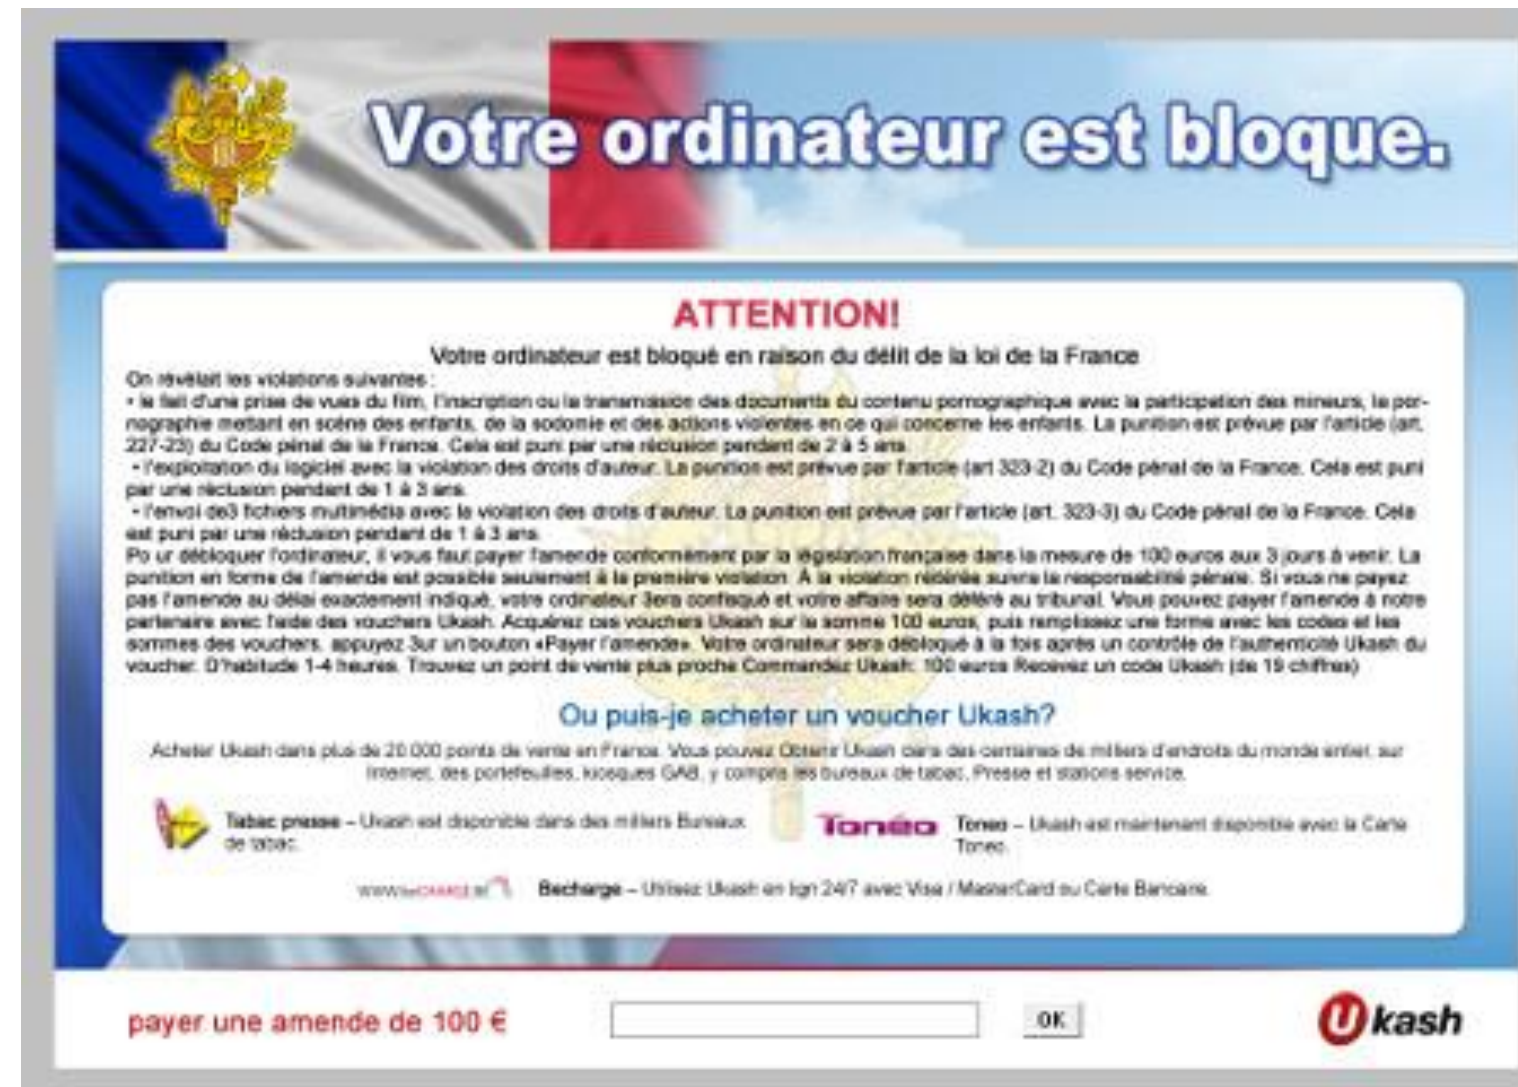 Votre ordinateur est bloque.
ATTENTION!
Votre ordinateur est bloqué en raison du délit de la loi de la France
On révélait les violations suivantes :
• le fait d'une prise de vues du film, l'inscription ou la transmission des documents du contenu pornographique avec la participation des mineurs, la por-
nographie mettant en scène des enfants, de la sodomie et des actions violentes en ce qui concerne les enfants. La punition est prévue par l'article (art.
227-23) du Code pénal de la France. Cela est puni par une réclusion pendant de 2 à 5 ans.
• l'exploitation du logiciel avec la violation des droits d'auteur. La punition est prévue par l'article (art 323-2) du Code pénal de la France. Cela est puni
par une réclusion pendant de 1 à 3 ans.
• l'envoi de3 fichiers multimédia avec la violation des droits d'auteur. La punition est prévue par l'article (art. 323-3) du Code pénal de la France. Cela
est puni par une réclusion pendant de 1 à 3 ans.
Po ur débloquer l'ordinateur, il vous faut payer l'amende conformément par la législation française dans la mesure de 100 euros aux 3 jours à venir. La
punition en forme de l'amende est possible seulement à la première violation. À la violation réitérée suivra la responsabilité pénale. Si vous ne payez
pas l'amende au délai exactement indiqué, votre ordinateur 3era confisqué et votre affaire sera déféré au tribunal. Vous pouvez payer l'amende à notre
partenaire avec l'aide des vouchers Ukash. Acquérez ces vouchers Ukash sur la somme 100 euros, puis remplissez une forme avec les codes et les
sommes des vouchers, appuyez 3ur un bouton «Payer l'amende». Votre ordinateur sera débloqué à la fois après un contrôle de l'authenticité Ukash du
voucher. D'habitude 1-4 heures. Trouvez un point de vente plus proche Commandez Ukash: 100 euros Recevez un code Ukash (de 19 chiffres)
Ou puis-je acheter un voucher Ukash?
Acheter Ukash dans plus de 20.000 points de vente en France. Vous pouvez Obtenir Ukash dans des centaines de milliers d'endroits du monde entier, sur
Internet, des portefeuilles, kiosques GAB, y compris les bureaux de tabac, Presse et stations service.
Tabac presse – Ukash est disponible dans des milliers Bureaux
de tabac.
Tonéo
Toneo – Ukash est maintenant disponible avec la Carte
Toneo.
Becharge – Utilisez Ukash en lign 24/7 avec Visa / MasterCard ou Carte Bancaire.
payer une amende de 100 €
OK
Ukash